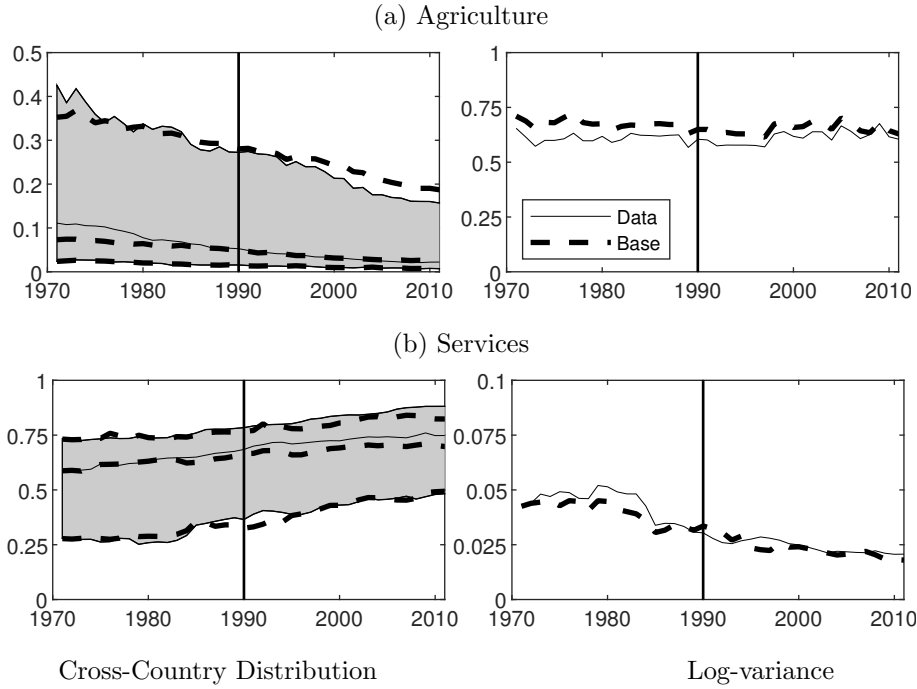 (a) Agriculture
0.5
0.4
0.3
0.2
0.1
0
1970 1980 1990 2000 2010
1
0.75
0.5
0.25
0
1970 1980 1990 2000 2010
Data
Base
(b) Services
1
0.75
0.5
0.25
0
1970 1980 1990 2000 2010
0.1
0.075
0.05
0.025
0
1970 1980 1990 2000 2010
Cross-Country Distribution
Log-variance